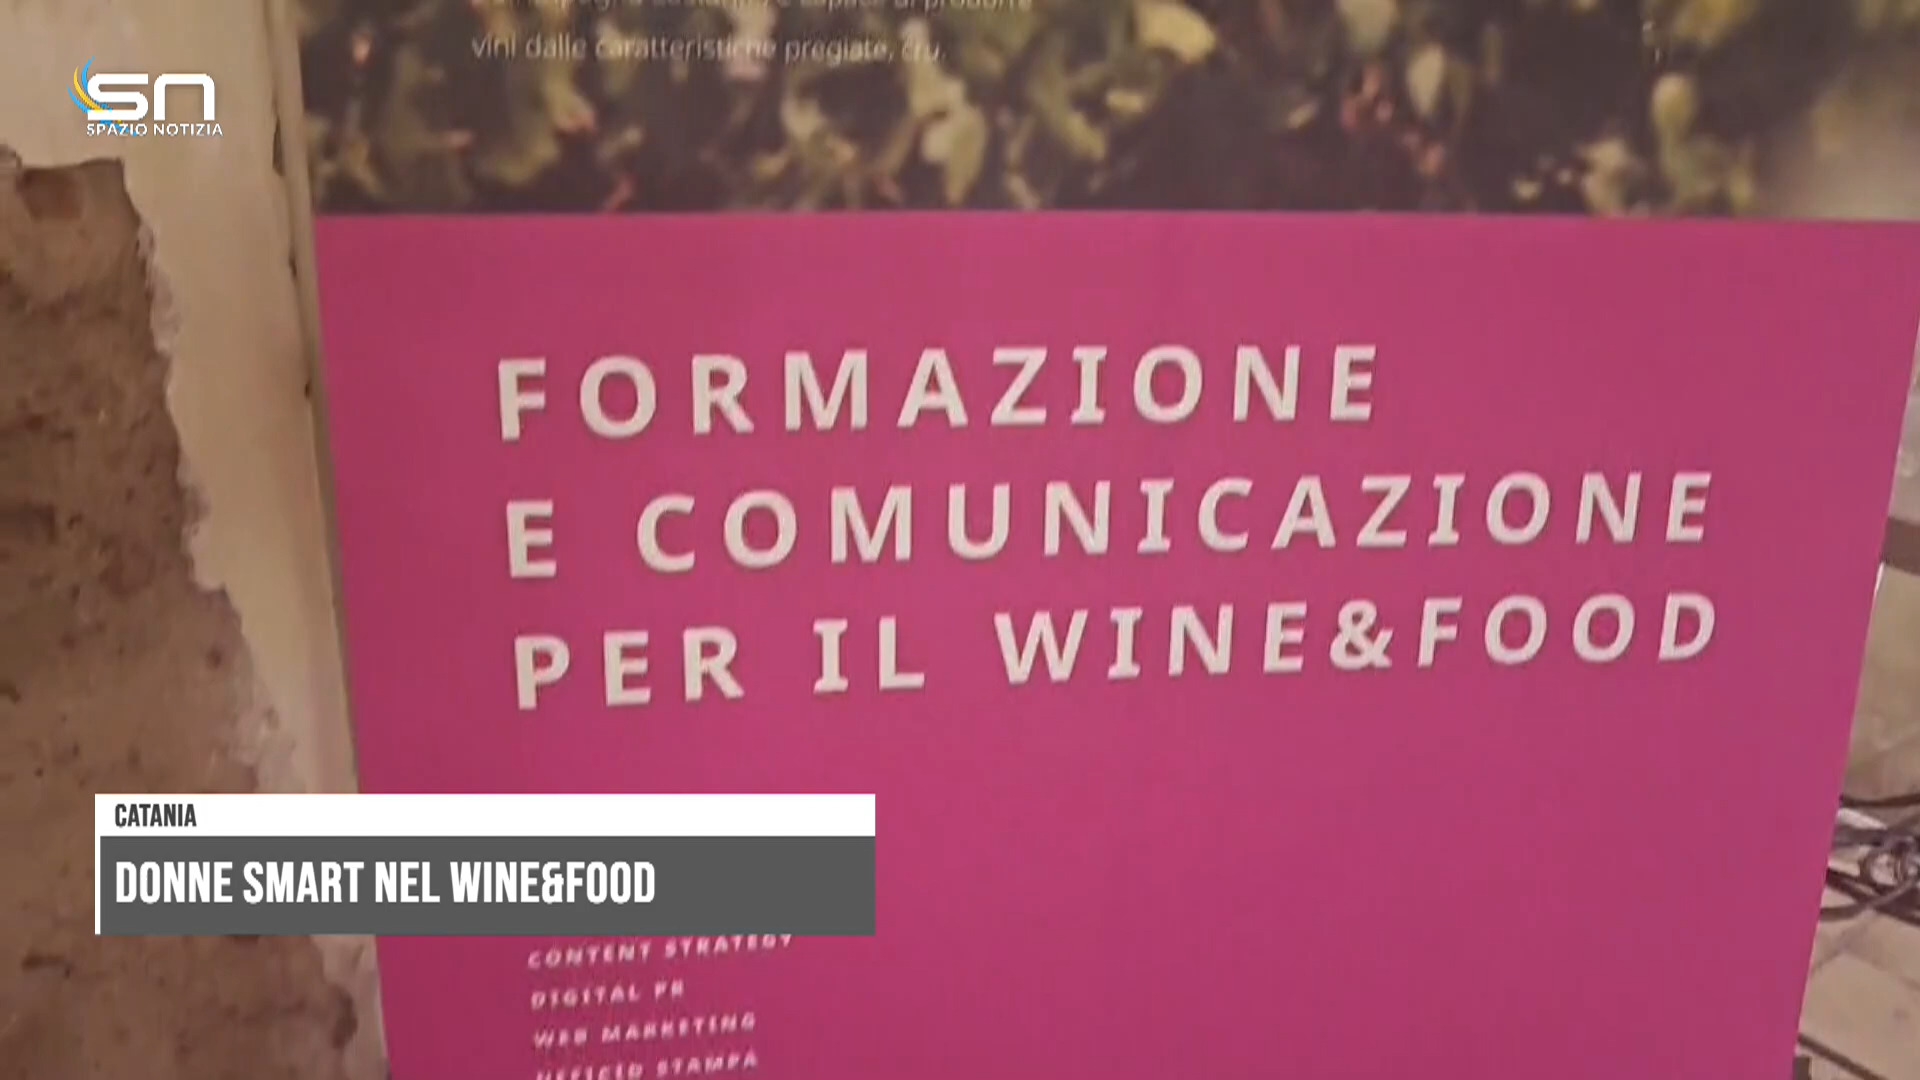 vini dalle caratteristiche pregiate, cru.
SN
SPAZIO NOTIZIA
FORMAZIONE
E COMUNICAZIONE
PER IL WINE&FOOD
CATANIA
DONNE SMART NEL WINE&FOOD
CONTENT STRATEGY
DIGITAL PR
WEB MARKETING
UFFICIO STAMPA